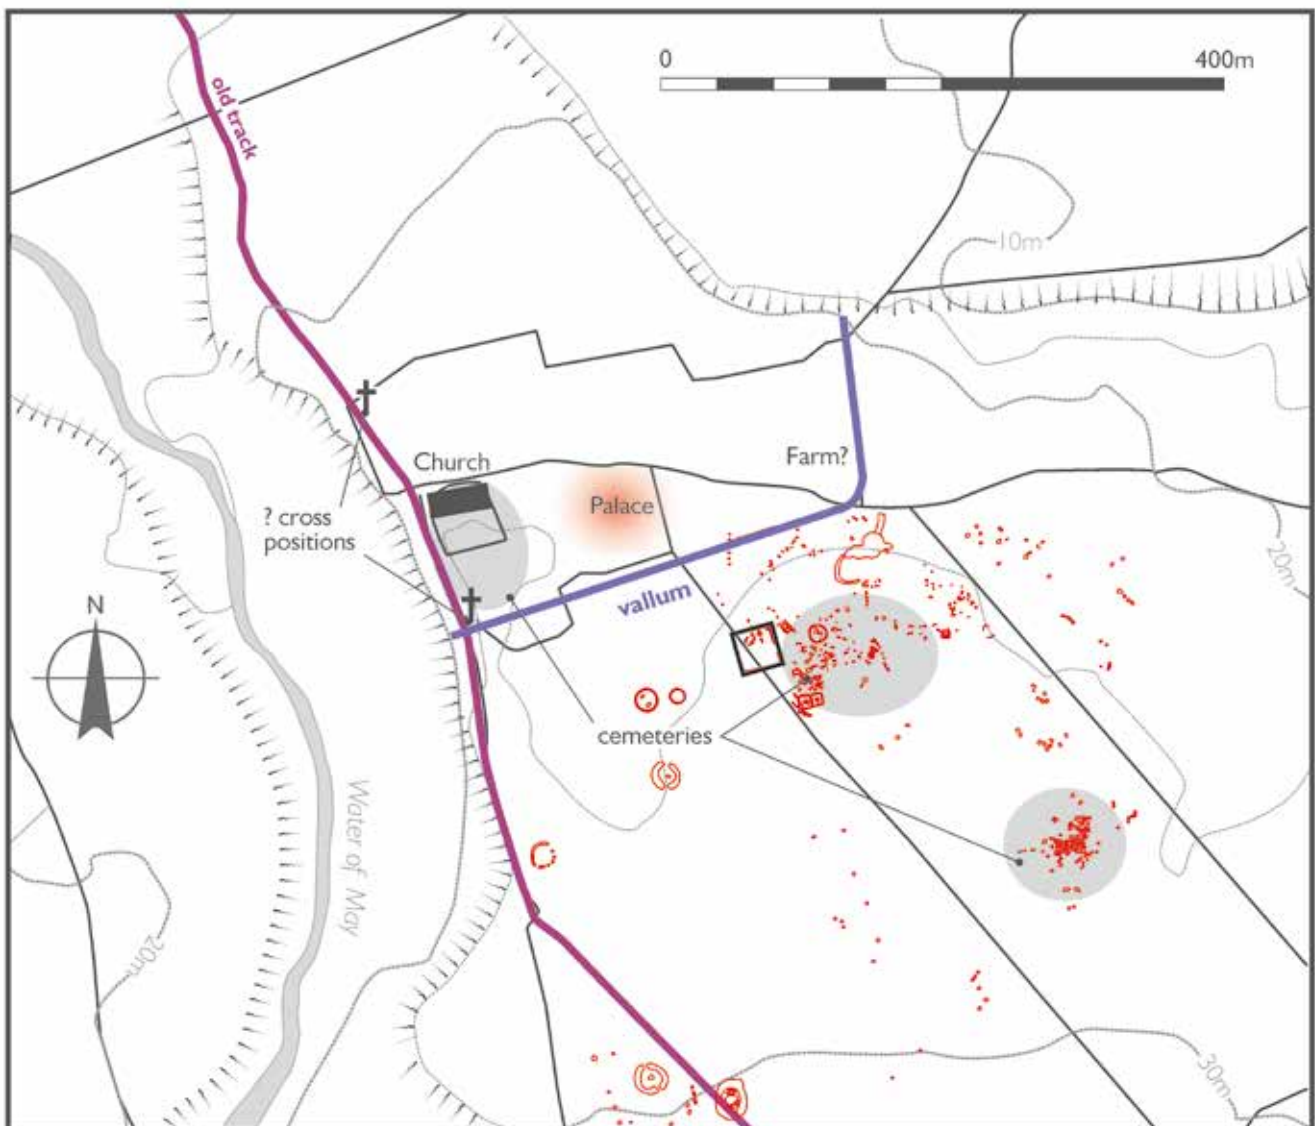 0 400m
old track
10m
Church
Farm?
Palace
? cross
positions
20m
vallum
N
cemeteries
Water of May
20m
30m